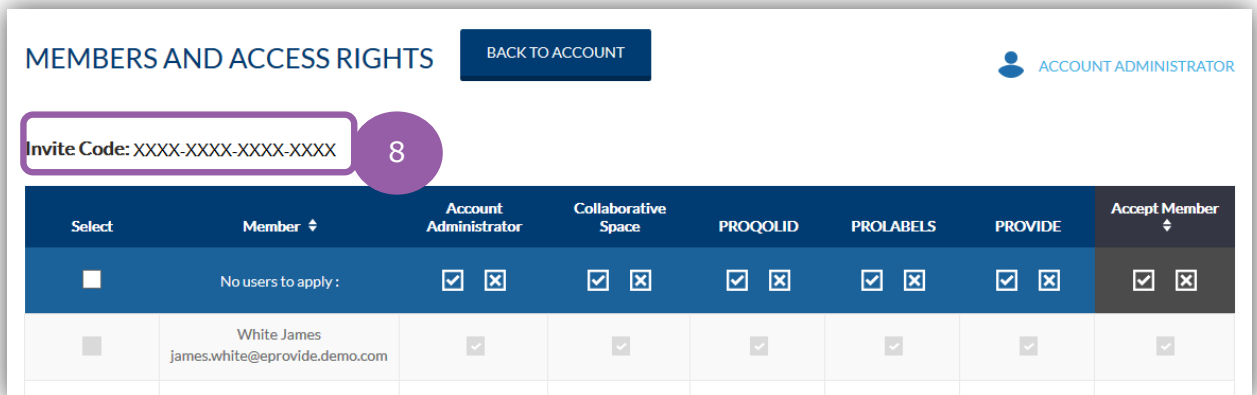 MEMBERS AND ACCESS RIGHTS
BACK TO ACCOUNT
ACCOUNT ADMINISTRATOR
Invite Code: XXXX-XXXX-XXXX-XXXX
8
Select
Member
Account
Administrator
Collaborative
Space
PROQOLID
PROLABELS
PROVIDE
Accept Member
No users to apply :
White James
james.white@eprovide.demo.com